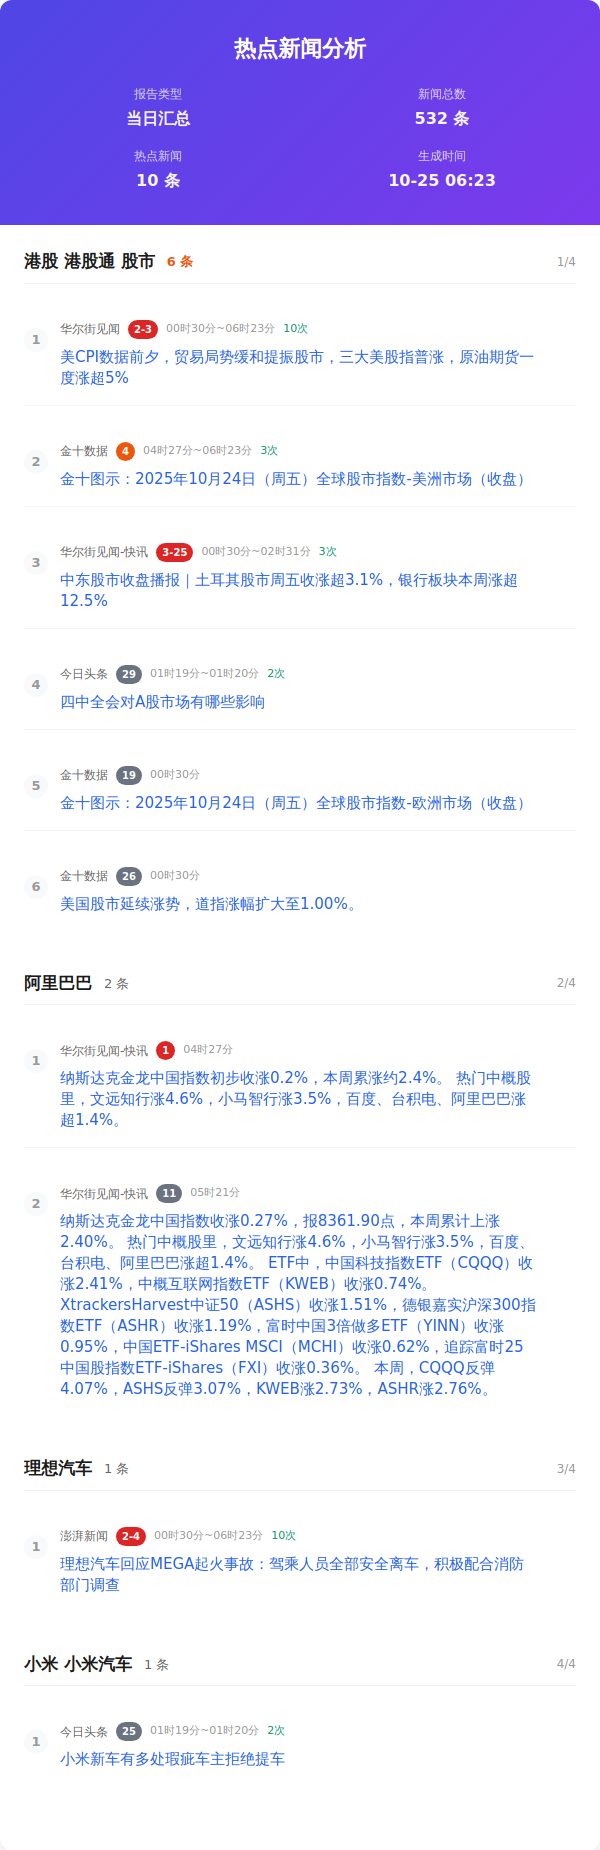 热点新闻分析
报告类型
新闻总数
当日汇总
532 条
热点新闻
生成时间
10 条
10-25 06:23
港股 港股通 股市 6 条 1/4
1
华尔街见闻 2-3 00时30分~06时23分 10次
美CPI数据前夕，贸易局势缓和提振股市，三大美股指普涨，原油期货一
度涨超5%
2
金十数据 4 04时27分~06时23分 3次
金十图示：2025年10月24日（周五）全球股市指数-美洲市场（收盘）
3
华尔街见闻-快讯 3-25 00时30分~02时31分 3次
中东股市收盘播报｜土耳其股市周五收涨超3.1%，银行板块本周涨超
12.5%
4
今日头条 29 01时19分~01时20分 2次
四中全会对A股市场有哪些影响
5
金十数据 19 00时30分
金十图示：2025年10月24日（周五）全球股市指数-欧洲市场（收盘）
6
金十数据 26 00时30分
美国股市延续涨势，道指涨幅扩大至1.00%。
阿里巴巴 2 条 2/4
1
华尔街见闻-快讯 1 04时27分
纳斯达克金龙中国指数初步收涨0.2%，本周累涨约2.4%。 热门中概股
里，文远知行涨4.6%，小马智行涨3.5%，百度、台积电、阿里巴巴涨
超1.4%。
2
华尔街见闻-快讯 11 05时21分
纳斯达克金龙中国指数收涨0.27%，报8361.90点，本周累计上涨
2.40%。 热门中概股里，文远知行涨4.6%，小马智行涨3.5%，百度、
台积电、阿里巴巴涨超1.4%。 ETF中，中国科技指数ETF（CQQQ）收
涨2.41%，中概互联网指数ETF（KWEB）收涨0.74%。
XtrackersHarvest中证50（ASHS）收涨1.51%，德银嘉实沪深300指
数ETF（ASHR）收涨1.19%，富时中国3倍做多ETF（YINN）收涨
0.95%，中国ETF-iShares MSCI（MCHI）收涨0.62%，追踪富时25
中国股指数ETF-iShares（FXI）收涨0.36%。 本周，CQQQ反弹
4.07%，ASHS反弹3.07%，KWEB涨2.73%，ASHR涨2.76%。
理想汽车 1 条 3/4
1
澎湃新闻 2-4 00时30分~06时23分 10次
理想汽车回应MEGA起火事故：驾乘人员全部安全离车，积极配合消防
部门调查
小米 小米汽车 1 条 4/4
1
今日头条 25 01时19分~01时20分 2次
小米新车有多处瑕疵车主拒绝提车